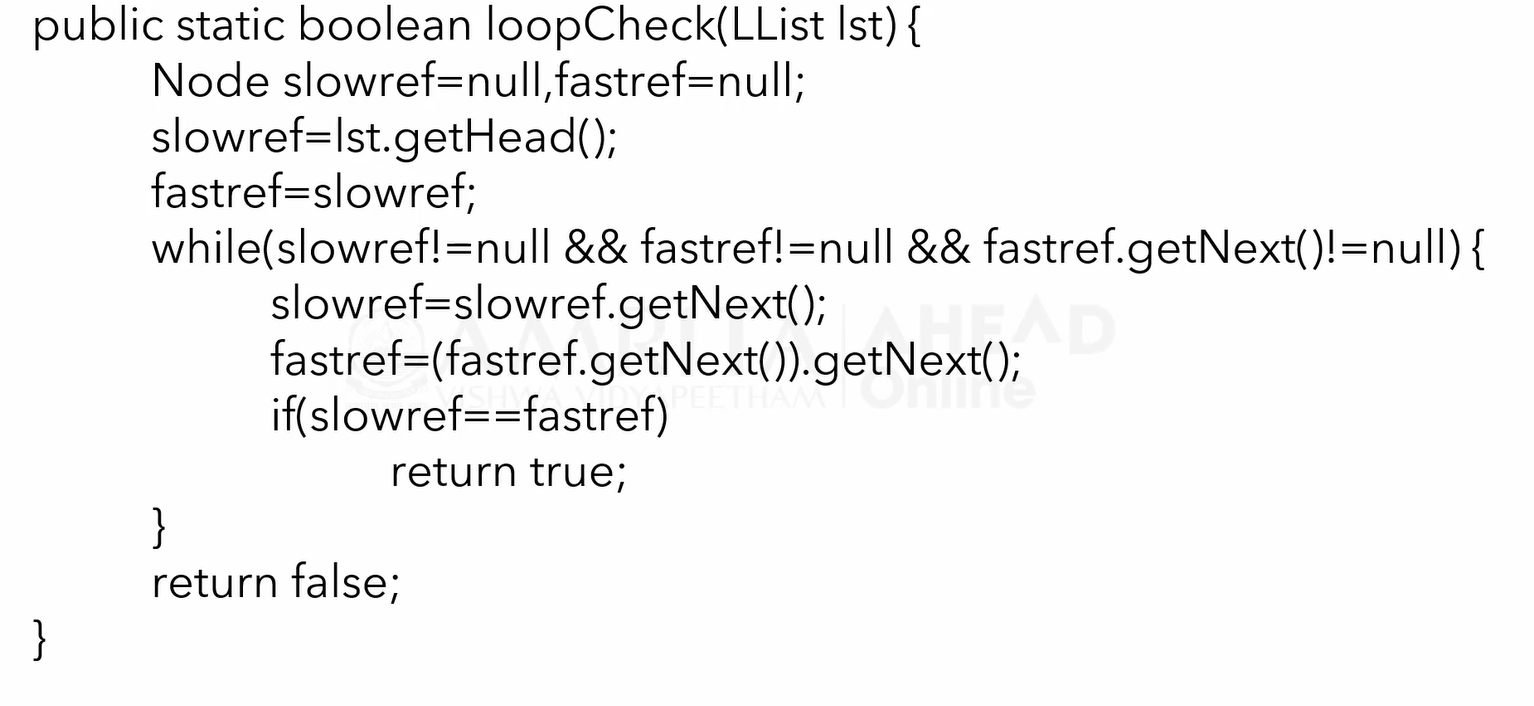 public static boolean loopCheck(LList lst) {
Node slowref=null,fastref=null;
slowref=lst.getHead();
fastref=slowref;
while(slowref!=null && fastref!=null && fastref.getNext()!=null) {
slowref=slowref.getNext();
fastref=(fastref.getNext()).getNext();
if(slowref==fastref)
return true;
}
return false;
}
AMRITA AHEAD
VISHWA VIDYAPEETHAM Online